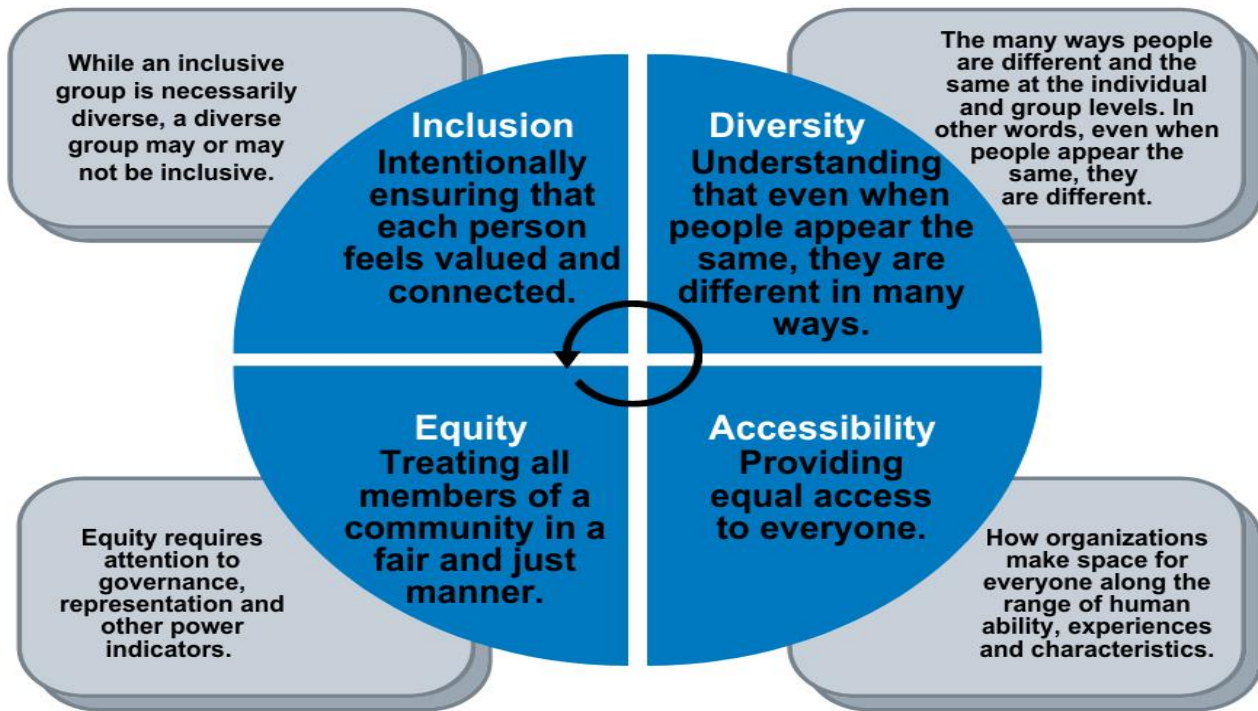 While an inclusive
group is necessarily
diverse, a diverse
group may or may
not be inclusive.
Inclusion
Intentionally
ensuring that
each person
feels valued and
connected.
Diversity
Understanding
that even when
people appear the
same, they are
different in many
ways.
The many ways people
are different and the
same at the individual
and group levels. In
other words, even when
people appear the
same, they
are different.
Equity requires
attention to
governance,
representation and
other power
indicators.
Equity
Treating all
members of a
community in a
fair and just
manner.
Accessibility
Providing
equal access
to everyone.
How organizations
make space for
everyone along the
range of human
ability, experiences
and characteristics.